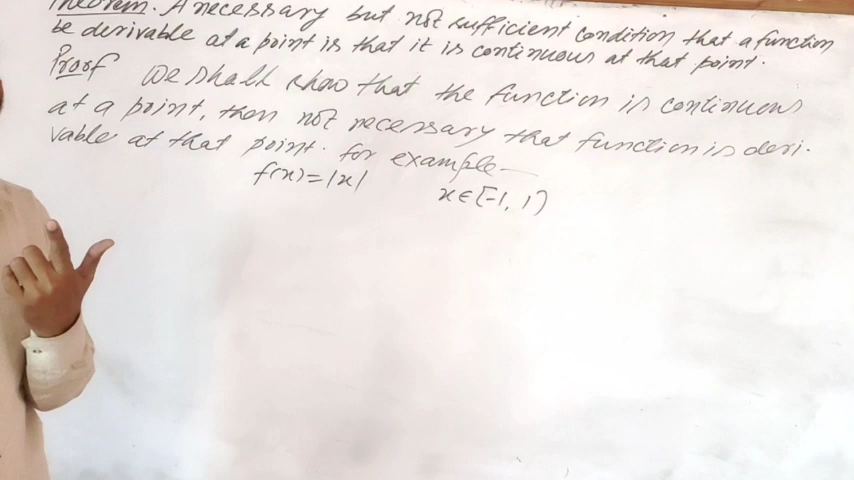 Theorem. A necessary but not sufficient condition that a function
be derivable at a point is that it is continuous at that point.
Proof We shall show that the function is continuous
at a point, then not necessary that function is deri-
vable at that point. for example—
f(x)=|x| x∈[-1, 1]